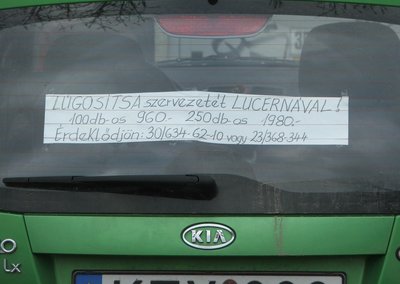 LÚGOSÍTSA szervezetét LUCERNÁVAL!
100db-os 960.- 250db-os 1980.-
Érdeklődjön: 30/634-62-10 vagy 23/368-344
KIA
LX